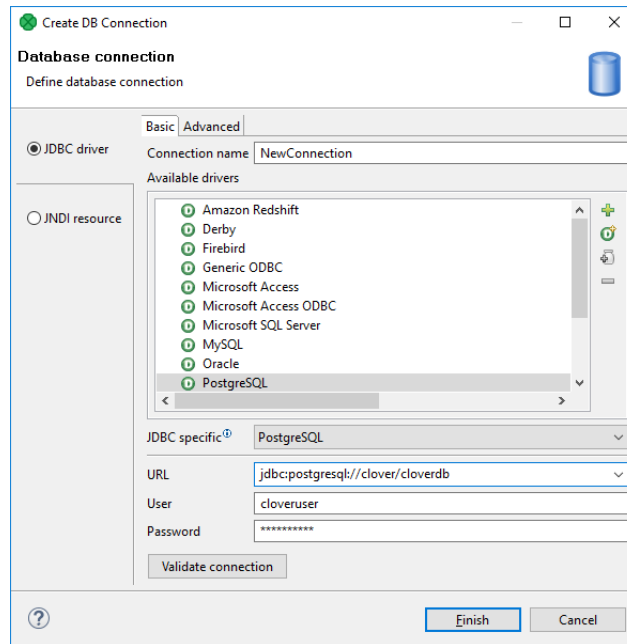 Create DB Connection
Database connection
Define database connection
JDBC driver
JNDI resource
Basic Advanced
Connection name NewConnection
Available drivers
Amazon Redshift
Derby
Firebird
Generic ODBC
Microsoft Access
Microsoft Access ODBC
Microsoft SQL Server
MySQL
Oracle
PostgreSQL
JDBC specific PostgreSQL
URL jdbc:postgresql://clover/cloverdb
User cloveruser
Password **********
Validate connection
Finish Cancel